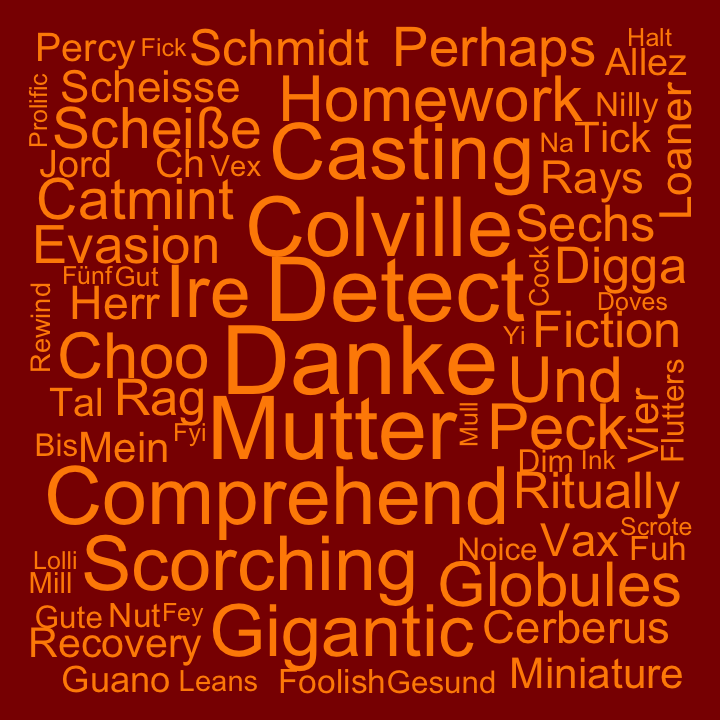 Percy
Fick
Schmidt
Perhaps
Halt
Allez
Prolific
Scheisse
Homework
Nilly
Loaner
Scheiße
Casting
Na
Tick
Jord
Ch
Vex
Rays
Catmint
Colville
Sechs
Evasion
Cock
Digga
Fünf
Gut
Ire
Detect
Doves
Rewind
Herr
Yi
Fiction
Choo
Danke
Und
Flutters
Tal
Rag
Mutter
Mull
Peck
Vier
Bis
Mein
Fyi
Dim
Ink
Comprehend
Ritually
Scrote
Lolli
Scorching
Noice
Vax
Fuh
Mill
Globules
Gute
Nut
Fey
Gigantic
Cerberus
Recovery
Guano
Leans
Foolish
Gesund
Miniature